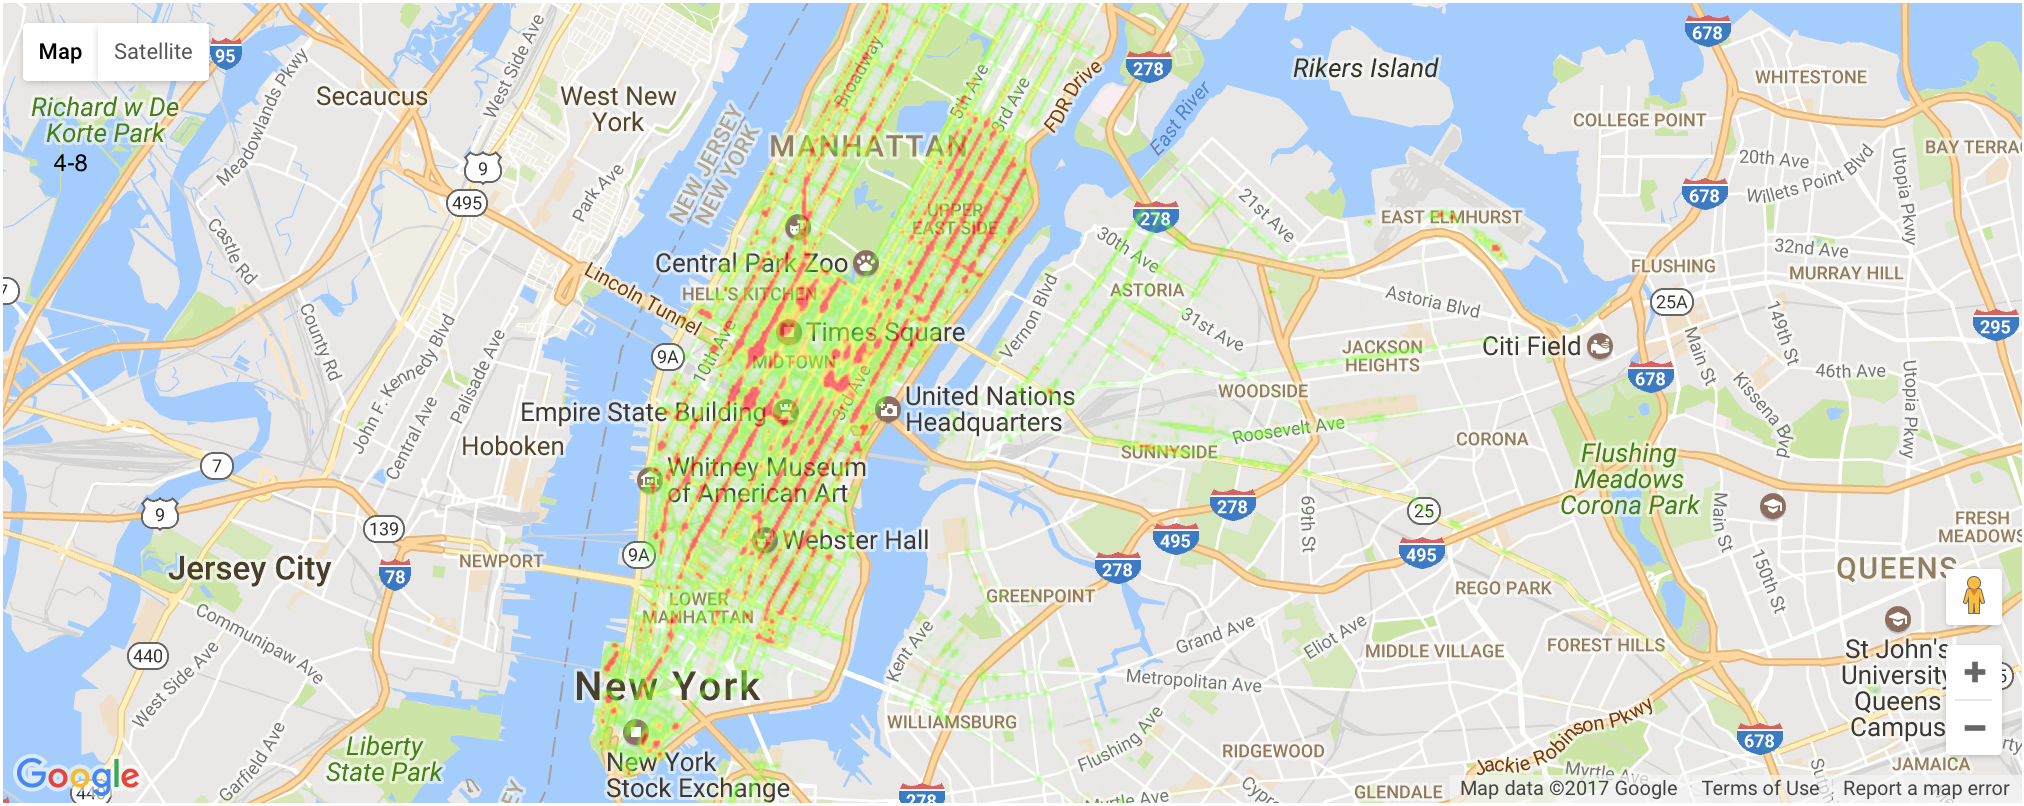 Map Satellite
95
Richard w De
Korte Park
4-8
Meadowlands Pkwy
Secaucus
West Side Ave
West New
York
9
495
Park Ave
NEW JERSEY
NEW YORK
Castle Rd
Lincoln Tunnel
County Rd
John F. Kennedy Blvd
Palisade Ave
Central Ave
Hoboken
7
9
139
Jersey City
78
NEWPORT
Communipaw Ave
440
West Side Ave
Garfield Ave
Liberty
State Park
Google
Broadway
5th Ave
3rd Ave
FDR Drive
MANHATTAN
UPPER
EAST SIDE
Central Park Zoo
HELL'S KITCHEN
Times Square
MIDTOWN
10th Ave
9A
3rd Ave
Empire State Building
United Nations
Headquarters
Whitney Museum
of American Art
Webster Hall
9A
LOWER
MANHATTAN
New York
New York
Stock Exchange
278
East River
Rikers Island
678
WHITESTONE
COLLEGE POINT
BAY TERRAC
20th Ave
Willets Point Blvd
Utopia Pkwy
678
278
21st Ave
EAST ELMHURST
30th Ave
32nd Ave
FLUSHING
MURRAY HILL
ASTORIA
Astoria Blvd
25A
Vernon Blvd
31st Ave
149th St
295
Main St
JACKSON
HEIGHTS
Citi Field
678
46th Ave
Utopia Pkwy
WOODSIDE
Kissena Blvd
Roosevelt Ave
CORONA
SUNNYSIDE
Flushing
Meadows
Corona Park
278
69th St
25
Main St
FRESH
MEADOWS
495
495
278
150th St
QUEENS
REGO PARK
GREENPOINT
Kent Ave
Grand Ave
Eliot Ave
MIDDLE VILLAGE
FOREST HILLS
St John's
University
Queens
Campus
Metropolitan Ave
WILLIAMSBURG
Flushing Ave
RIDGEWOOD
Jackie Robinson Pkwy
678
JAMAICA
Myrtle Ave
Myrtle Ave
GLENDALE
278
Map data ©2017 Google Terms of Use Report a map error